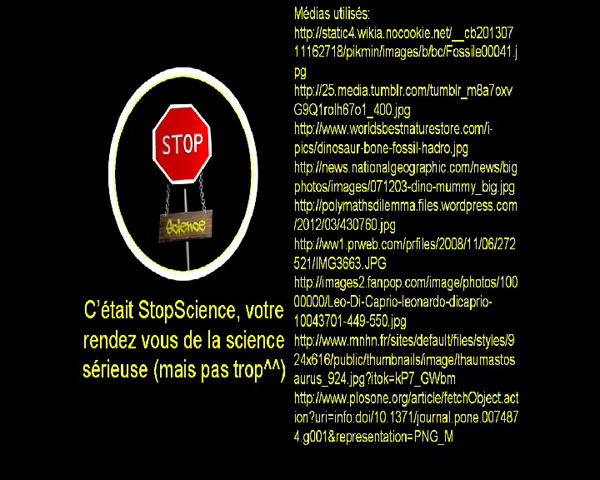 STOP
Science
C'était StopScience, votre
rendez vous de la science
sérieuse (mais pas trop^^)
Médias utilisés:
http://static4.wikia.nocookie.net/__cb201307
11162718/pikmin/images/b/bc/Fossile00041.j
pg
http://25.media.tumblr.com/tumblr_m8a7oxv
G9Q1rolh67o1_400.jpg
http://www.worldsbestnaturestore.com/i-
pics/dinosaur-bone-fossil-hadro.jpg
http://news.nationalgeographic.com/news/big
photos/images/071203-dino-mummy_big.jpg
http://polymathsdilemma.files.wordpress.com
/2012/03/430760.jpg
http://ww1.prweb.com/prfiles/2008/11/06/272
521/IMG3663.JPG
http://images2.fanpop.com/image/photos/100
00000/Leo-Di-Caprio-leonardo-dicaprio-
10043701-449-550.jpg
http://www.mnhn.fr/sites/default/files/styles/9
24x616/public/thumbnails/image/thaumastos
aurus_924.jpg?itok=kP7_GWbm
http://www.plosone.org/article/fetchObject.act
ion?uri=info:doi/10.1371/journal.pone.007487
4.g001&representation=PNG_M